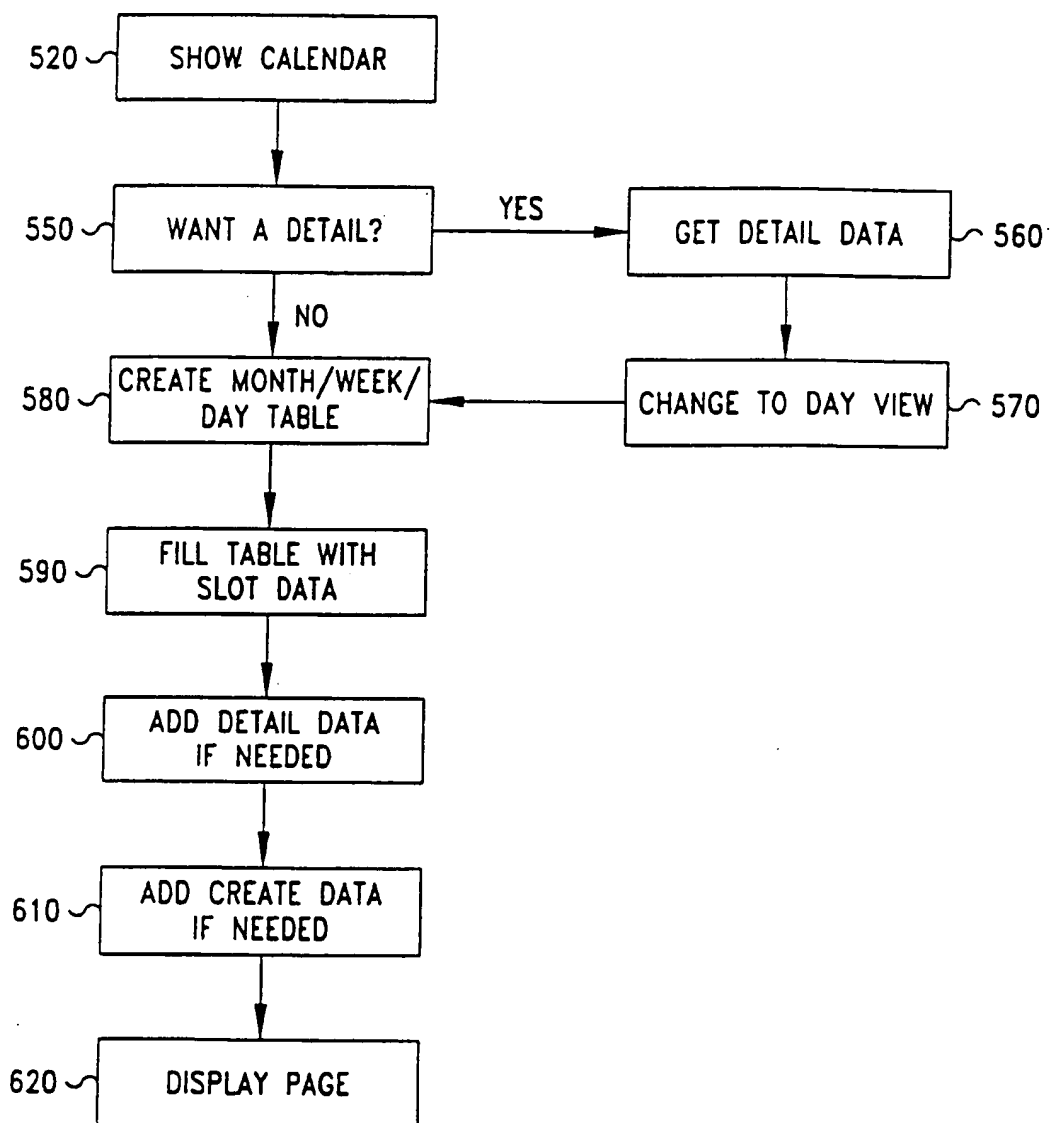 520
SHOW CALENDAR
550
WANT A DETAIL?
YES
GET DETAIL DATA
560
NO
580
CREATE MONTH/WEEK/
DAY TABLE
CHANGE TO DAY VIEW
570
590
FILL TABLE WITH
SLOT DATA
600
ADD DETAIL DATA
IF NEEDED
610
ADD CREATE DATA
IF NEEDED
620
DISPLAY PAGE